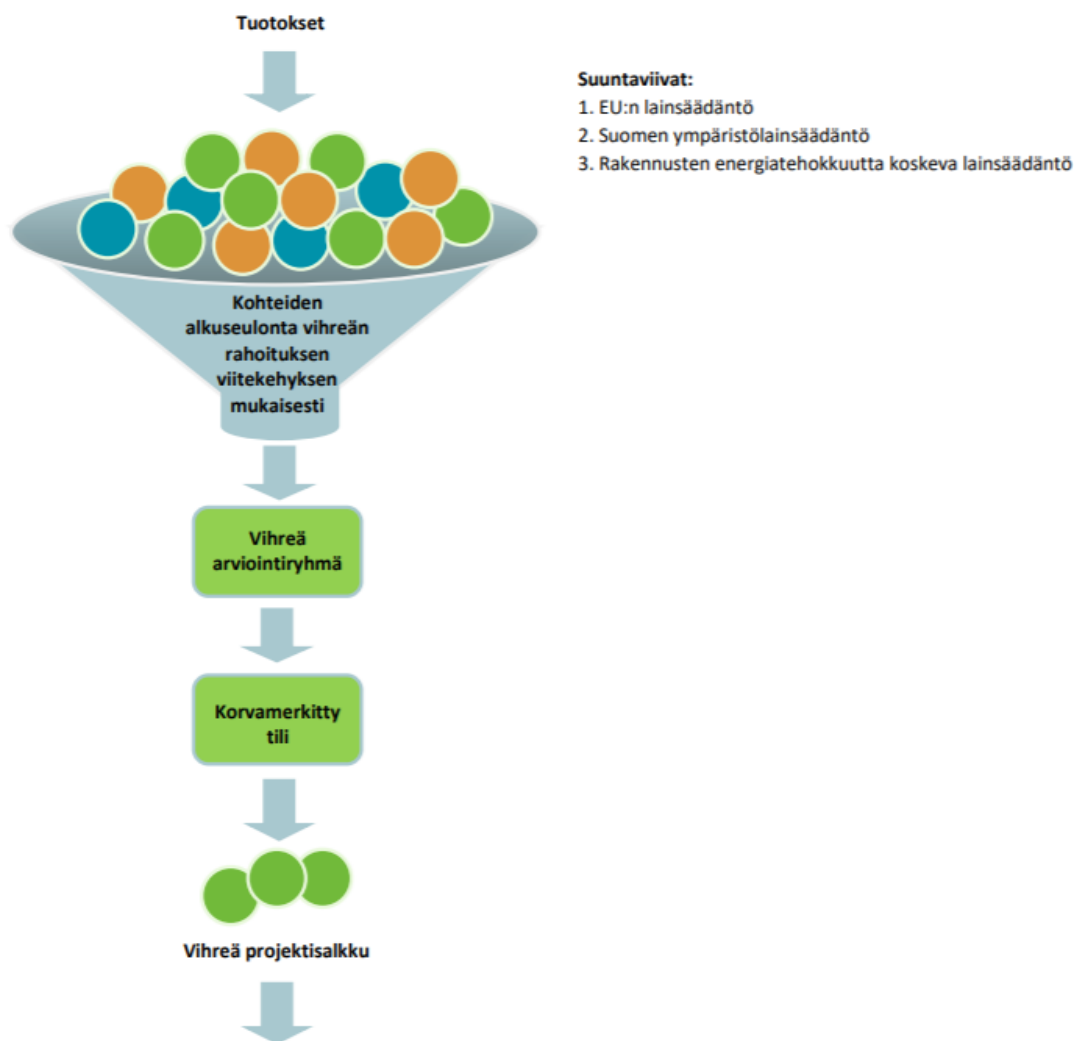 Tuotokset
Suuntaviivat:
1. EU:n lainsäädäntö
2. Suomen ympäristölainsäädäntö
3. Rakennusten energiatehokkuutta koskeva lainsäädäntö
Kohteiden
alkuseulonta vihreän
rahoituksen
viitekehyksen
mukaisesti
Vihreä
arviointiryhmä
Korvamerkitty
tili
Vihreä projektisalkku